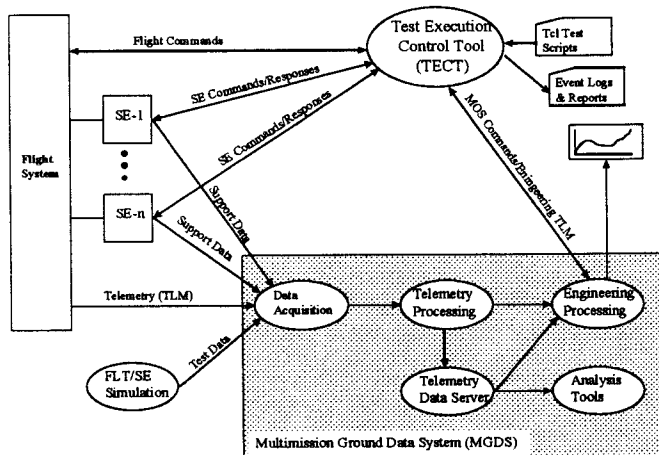 Flight Commands
Test Execution
Control Tool
(TECT)
Tcl Test
Scripts
Event Logs
& Reports
SE Commands/Responses
SE Commands/Responses
MOS Commands/Eningeering TLM
SE-1
Flight
System
SE-n
Support Data
Support Data
Telemetry (TLM)
Data
Acquisition
Telemetry
Processing
Engineering
Processing
Test Data
FLT/SE
Simulation
Telemetry
Data Server
Analysis
Tools
Multimission Ground Data System (MGDS)